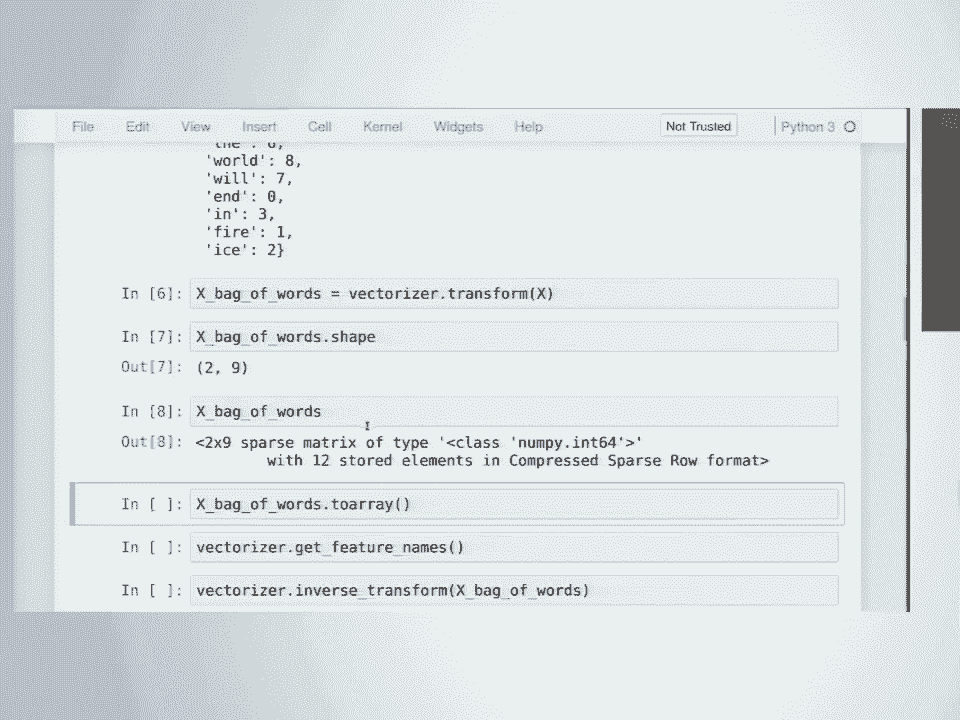 File Edit View Insert Cell Kernel Widgets Help Not Trusted Python 3
'world': 8,
'will': 7,
'end': 0,
'in': 3,
'fire': 1,
'ice': 2}
In [6]: X_bag_of_words = vectorizer.transform(X)
In [7]: X_bag_of_words.shape
Out[7]: (2, 9)
In [8]: X_bag_of_words
Out[8]: <2x9 sparse matrix of type '<class 'numpy.int64'>'
with 12 stored elements in Compressed Sparse Row format>
In [ ]: X_bag_of_words.toarray()
In [ ]: vectorizer.get_feature_names()
In [ ]: vectorizer.inverse_transform(X_bag_of_words)